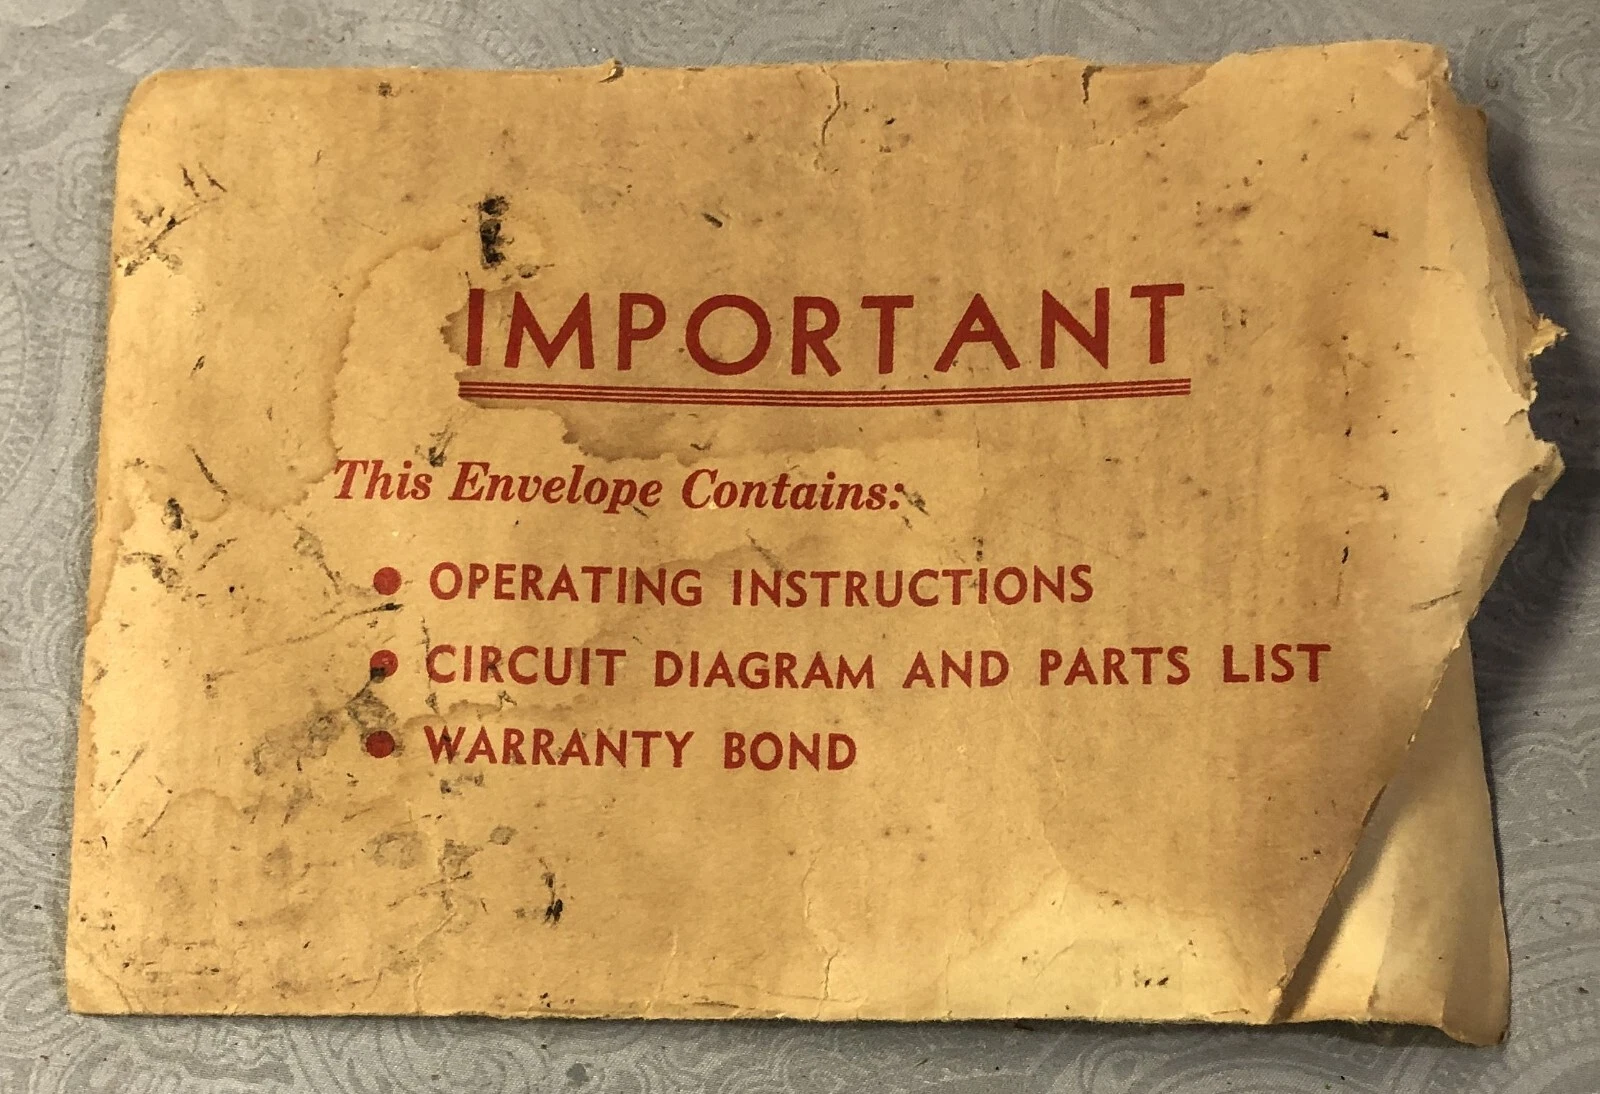 IMPORTANT
This Envelope Contains:
● OPERATING INSTRUCTIONS
● CIRCUIT DIAGRAM AND PARTS LIST
● WARRANTY BOND